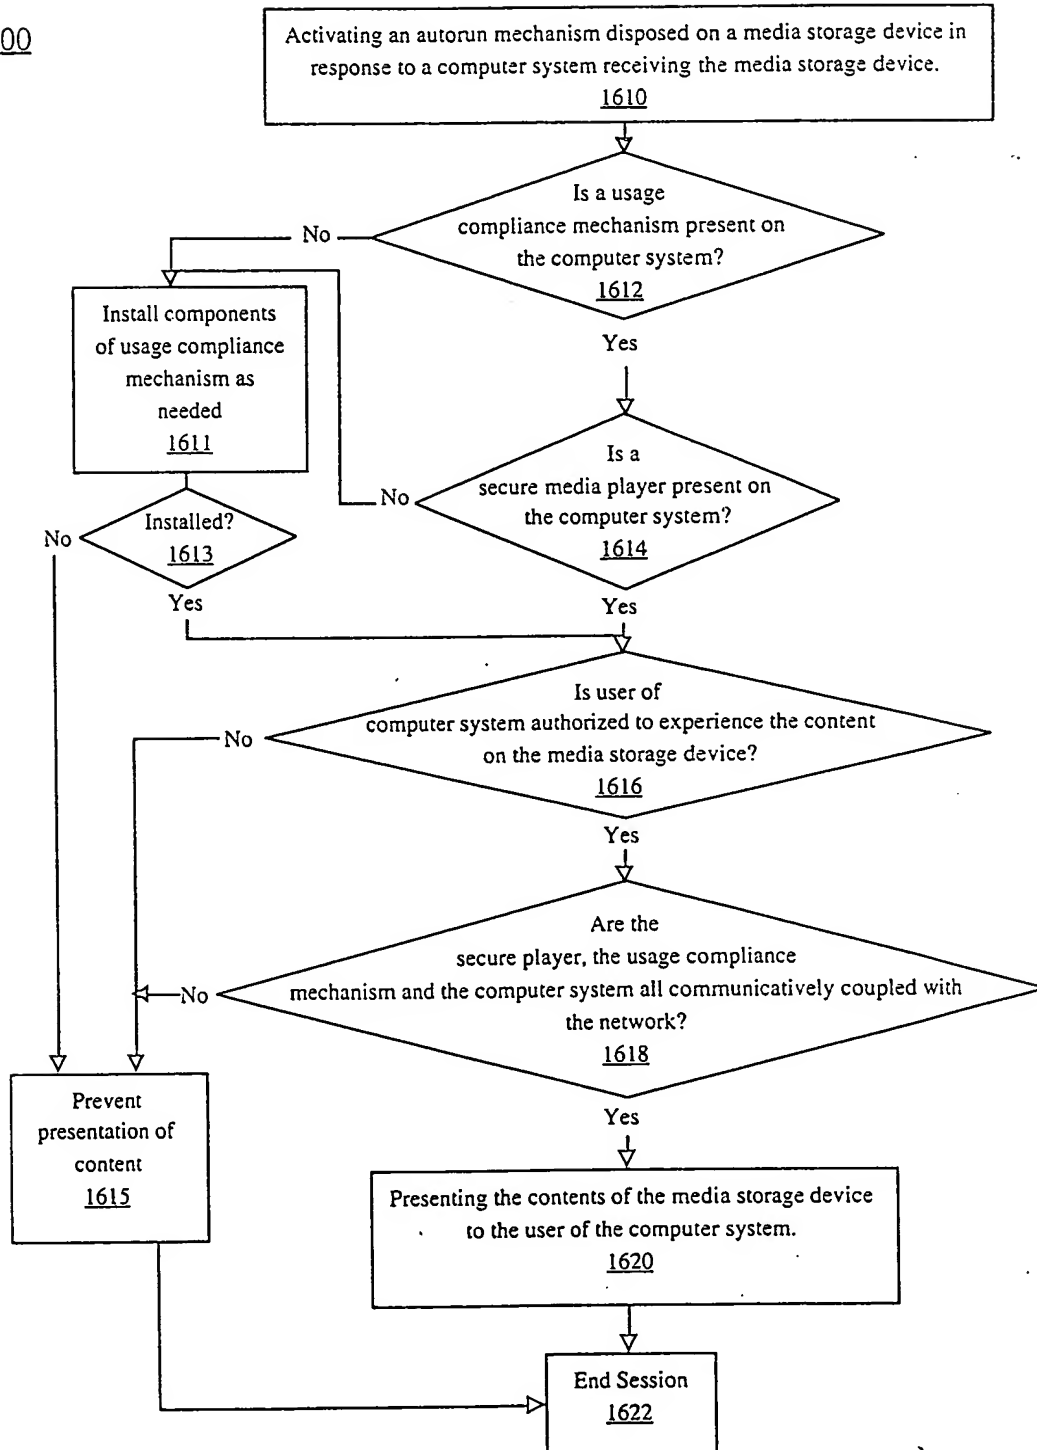 00
Activating an autorun mechanism disposed on a media storage device in
response to a computer system receiving the media storage device.
1610
Is a usage
compliance mechanism present on
the computer system?
1612
No
Yes
Install components
of usage compliance
mechanism as
needed
1611
Is a
secure media player present on
the computer system?
1614
No
Yes
Installed?
1613
No
Yes
Is user of
computer system authorized to experience the content
on the media storage device?
1616
No
Yes
Are the
secure player, the usage compliance
mechanism and the computer system all communicatively coupled with
the network?
1618
No
Yes
Prevent
presentation of
content
1615
Presenting the contents of the media storage device
to the user of the computer system.
1620
End Session
1622